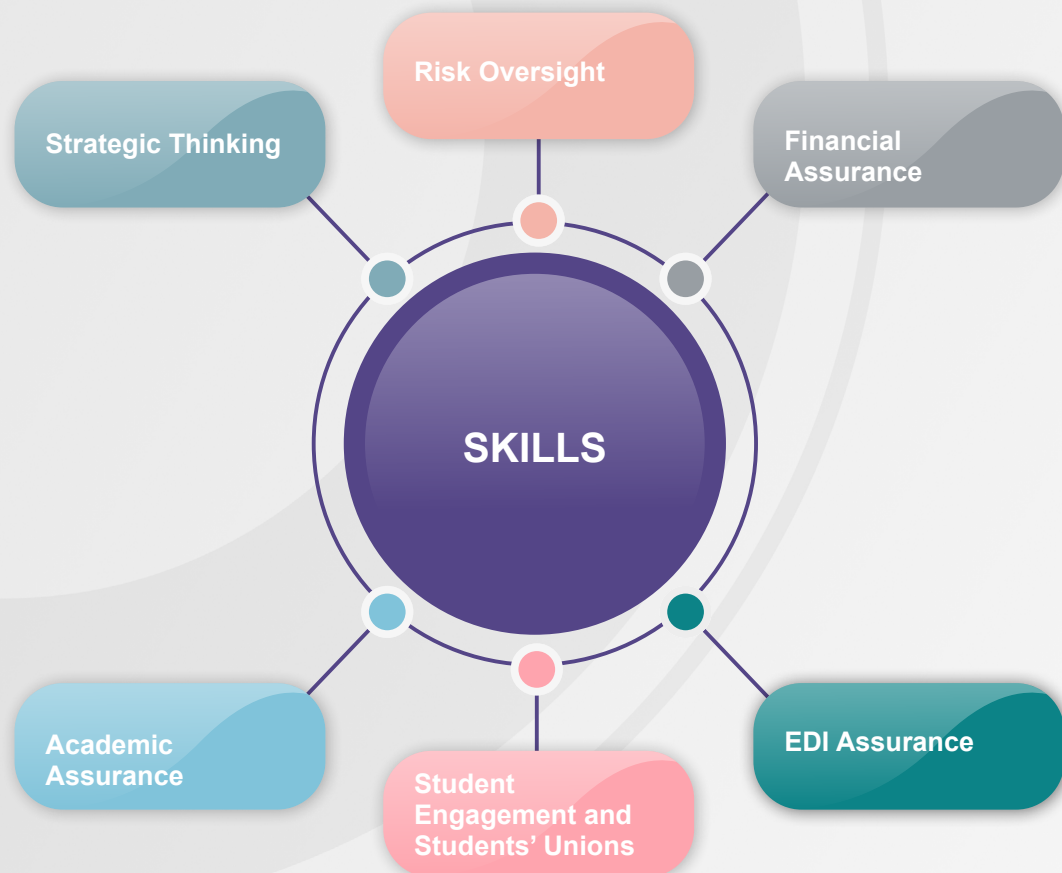 Risk Oversight
Strategic Thinking
Financial
Assurance
SKILLS
Academic
Assurance
EDI Assurance
Student
Engagement and
Students’ Unions